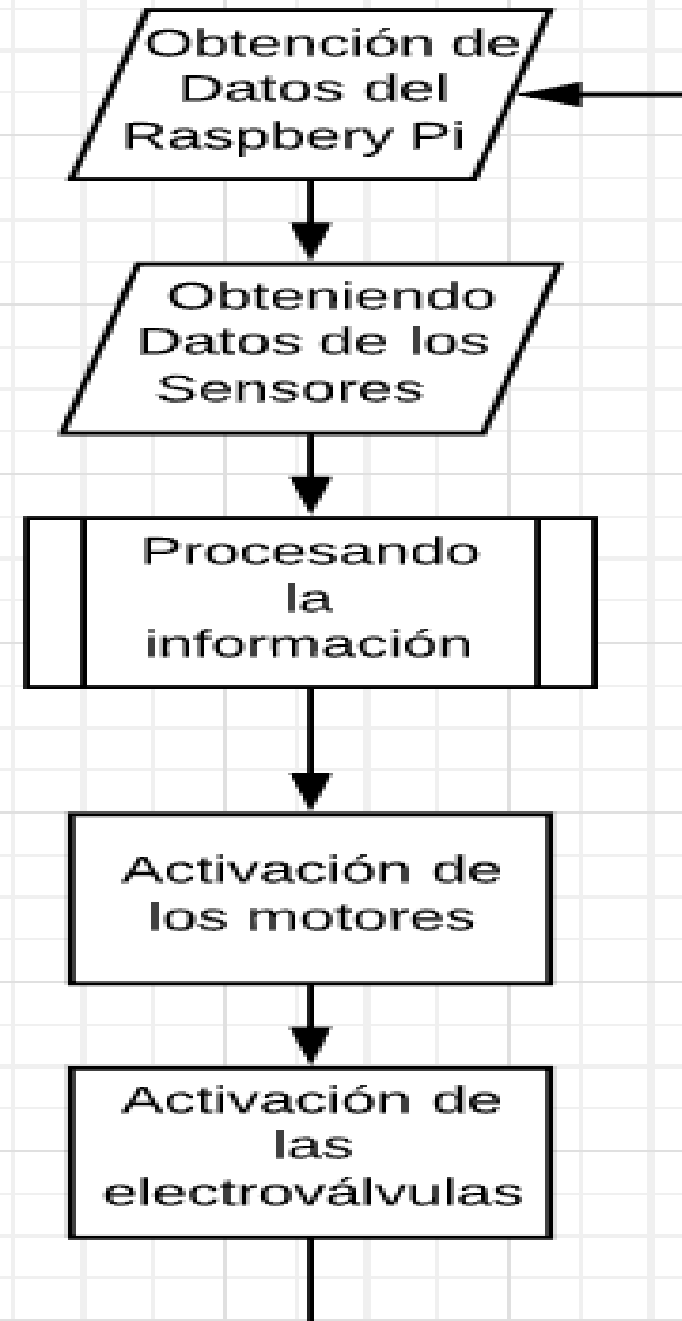 Obtención de
Datos del
Raspbery Pi
Obteniendo
Datos de los
Sensores
Procesando
la
información
Activación de
los motores
Activación de
las
electroválvulas